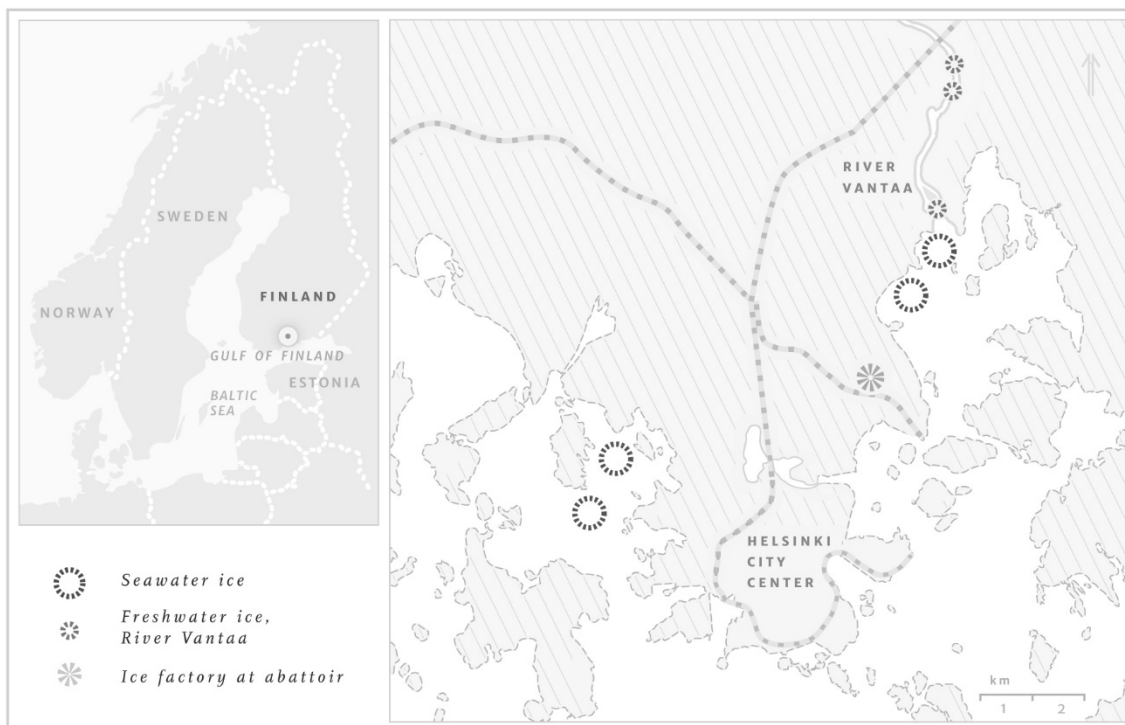 SWEDEN
FINLAND
NORWAY
GULF OF FINLAND
ESTONIA
BALTIC
SEA
Seawater ice
Freshwater ice,
River Vantaa
Ice factory at abattoir
RIVER
VANTAA
HELSINKI
CITY
CENTER
km
1 2